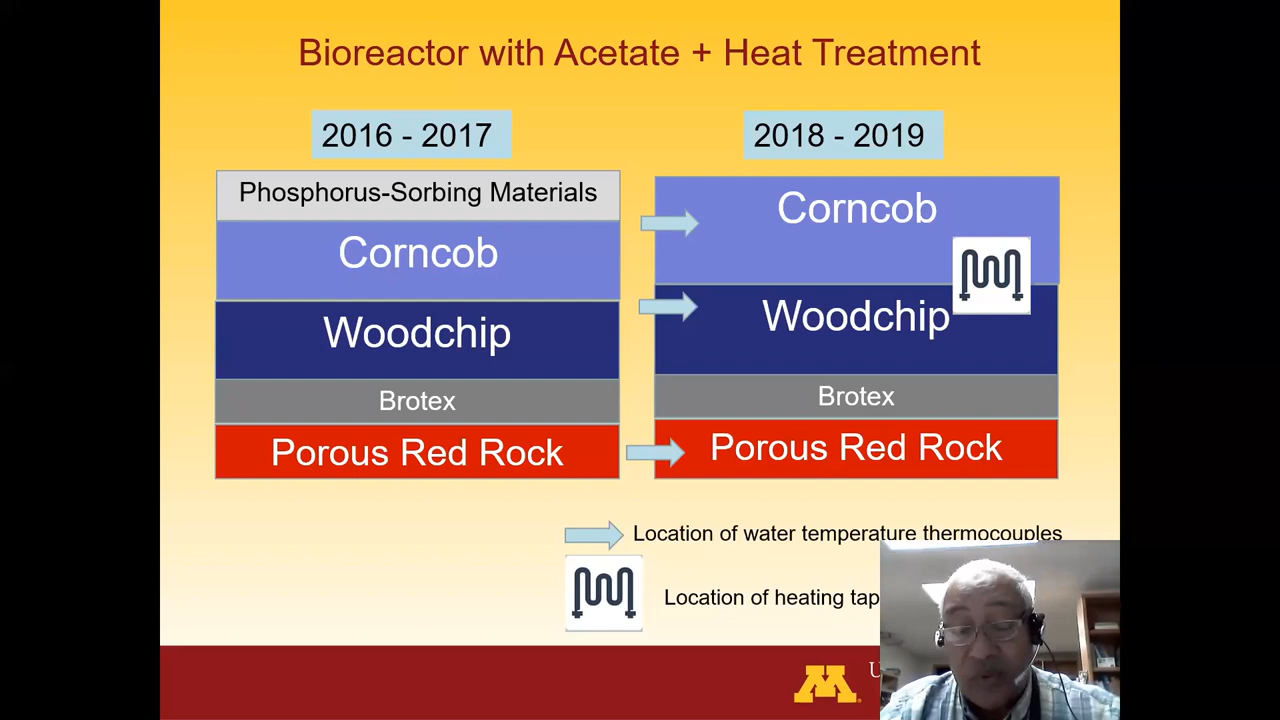 Bioreactor with Acetate + Heat Treatment
2016 - 2017
2018 - 2019
Phosphorus-Sorbing Materials
Corncob
Woodchip
Brotex
Porous Red Rock
Corncob
Woodchip
Brotex
Porous Red Rock
Location of water temperature thermocouples
Location of heating
M